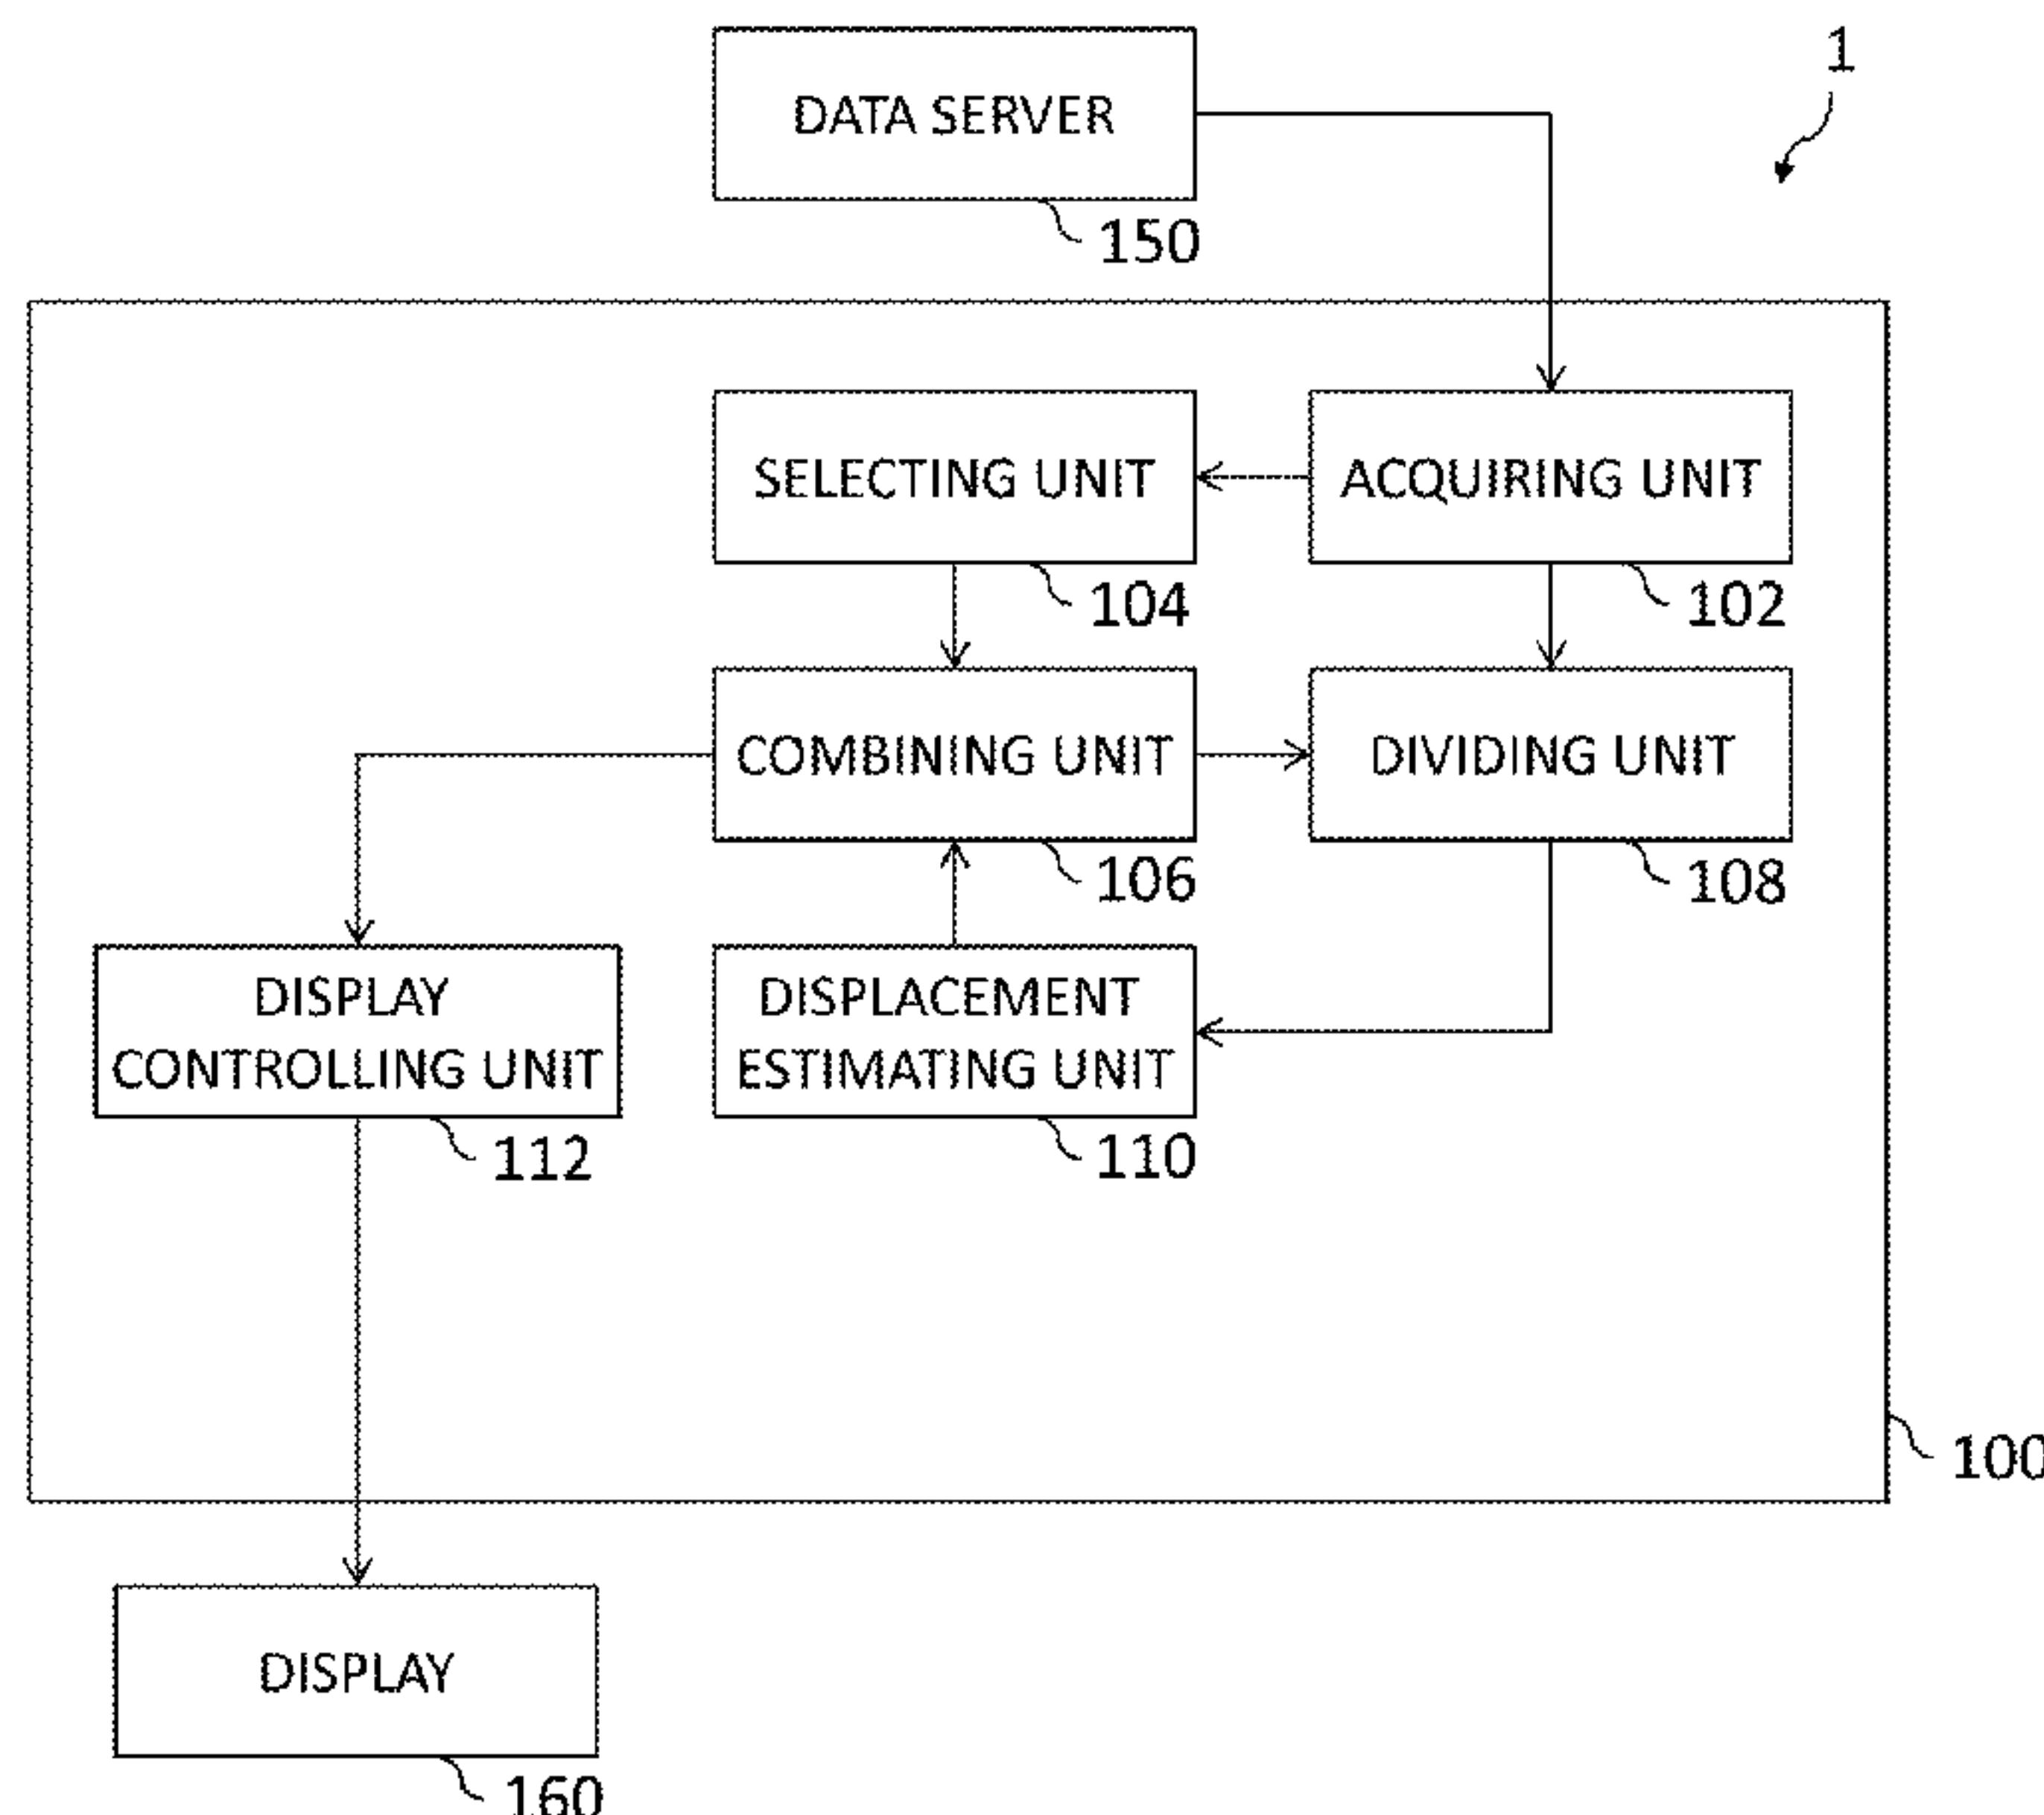 1
DATA SERVER
150
SELECTING UNIT
ACQUIRING UNIT
104
102
COMBINING UNIT
DIVIDING UNIT
106
108
DISPLAY
CONTROLLING UNIT
DISPLACEMENT
ESTIMATING UNIT
112
110
100
DISPLAY
160